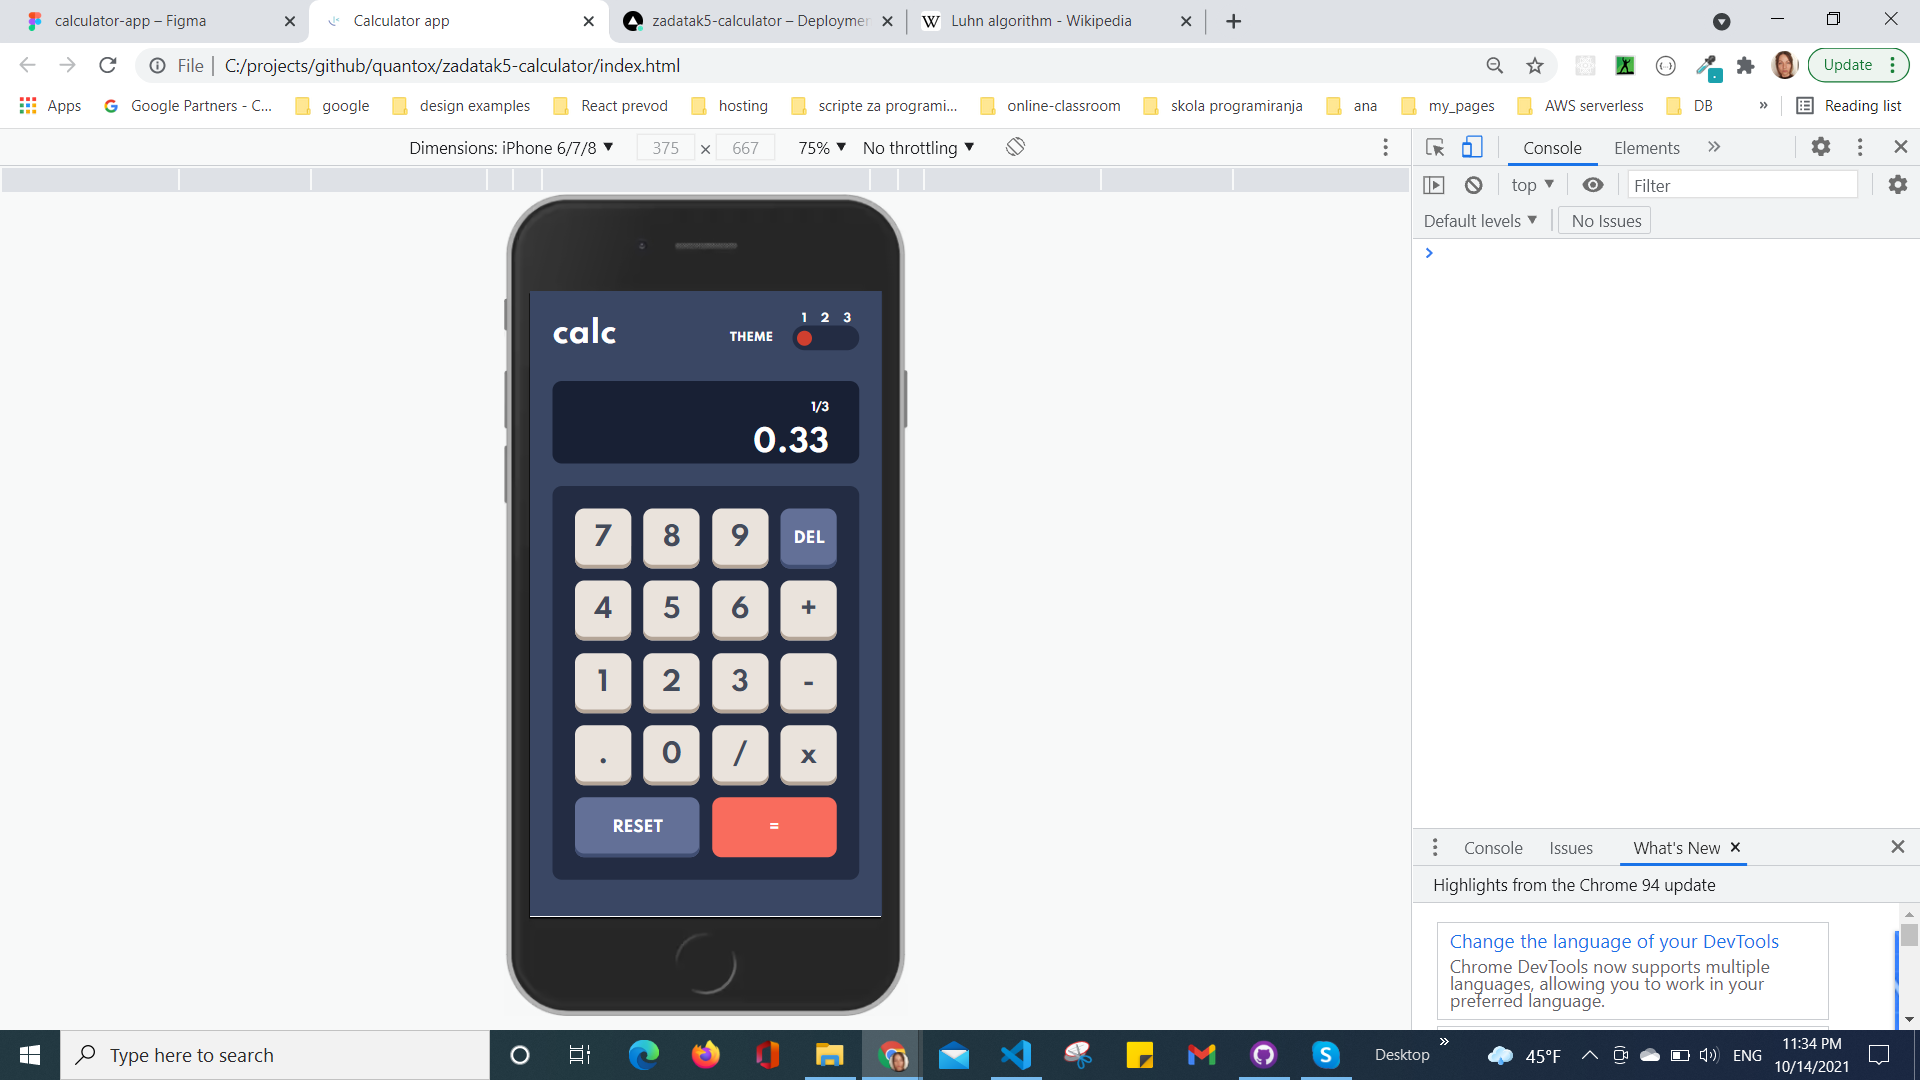 calculator-app – Figma
Calculator app
zadatak5-calculator – Deployme
Luhn algorithm - Wikipedia
File
C:/projects/github/quantox/zadatak5-calculator/index.html
Update
Apps
Google Partners - C...
google
design examples
React prevod
hosting
scripte za programi...
online-classroom
skola programiranja
ana
my_pages
AWS serverless
DB
»
Reading list
Dimensions: iPhone 6/7/8
375 × 667
75%
No throttling
Console
Elements
»
top
Filter
Default levels
No Issues
calc
THEME
1 2 3
1/3
0.33
7 8 9 DEL
4 5 6 +
1 2 3 -
. 0 / x
RESET =
Console
Issues
What's New
Highlights from the Chrome 94 update
Change the language of your DevTools
Chrome DevTools now supports multiple
languages, allowing you to work in your
preferred language.
Type here to search
Desktop
»
45°F
ENG
11:34 PM
10/14/2021